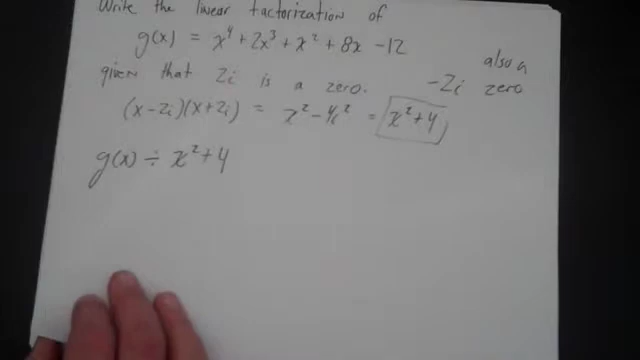 Write the linear factorization of
g(x) = x⁴ + 2x³ + x² + 8x - 12
given that 2i is a zero. -2i also a zero
(x-2i)(x+2i) = x² - 4i² = x² + 4
g(x) ÷ x² + 4